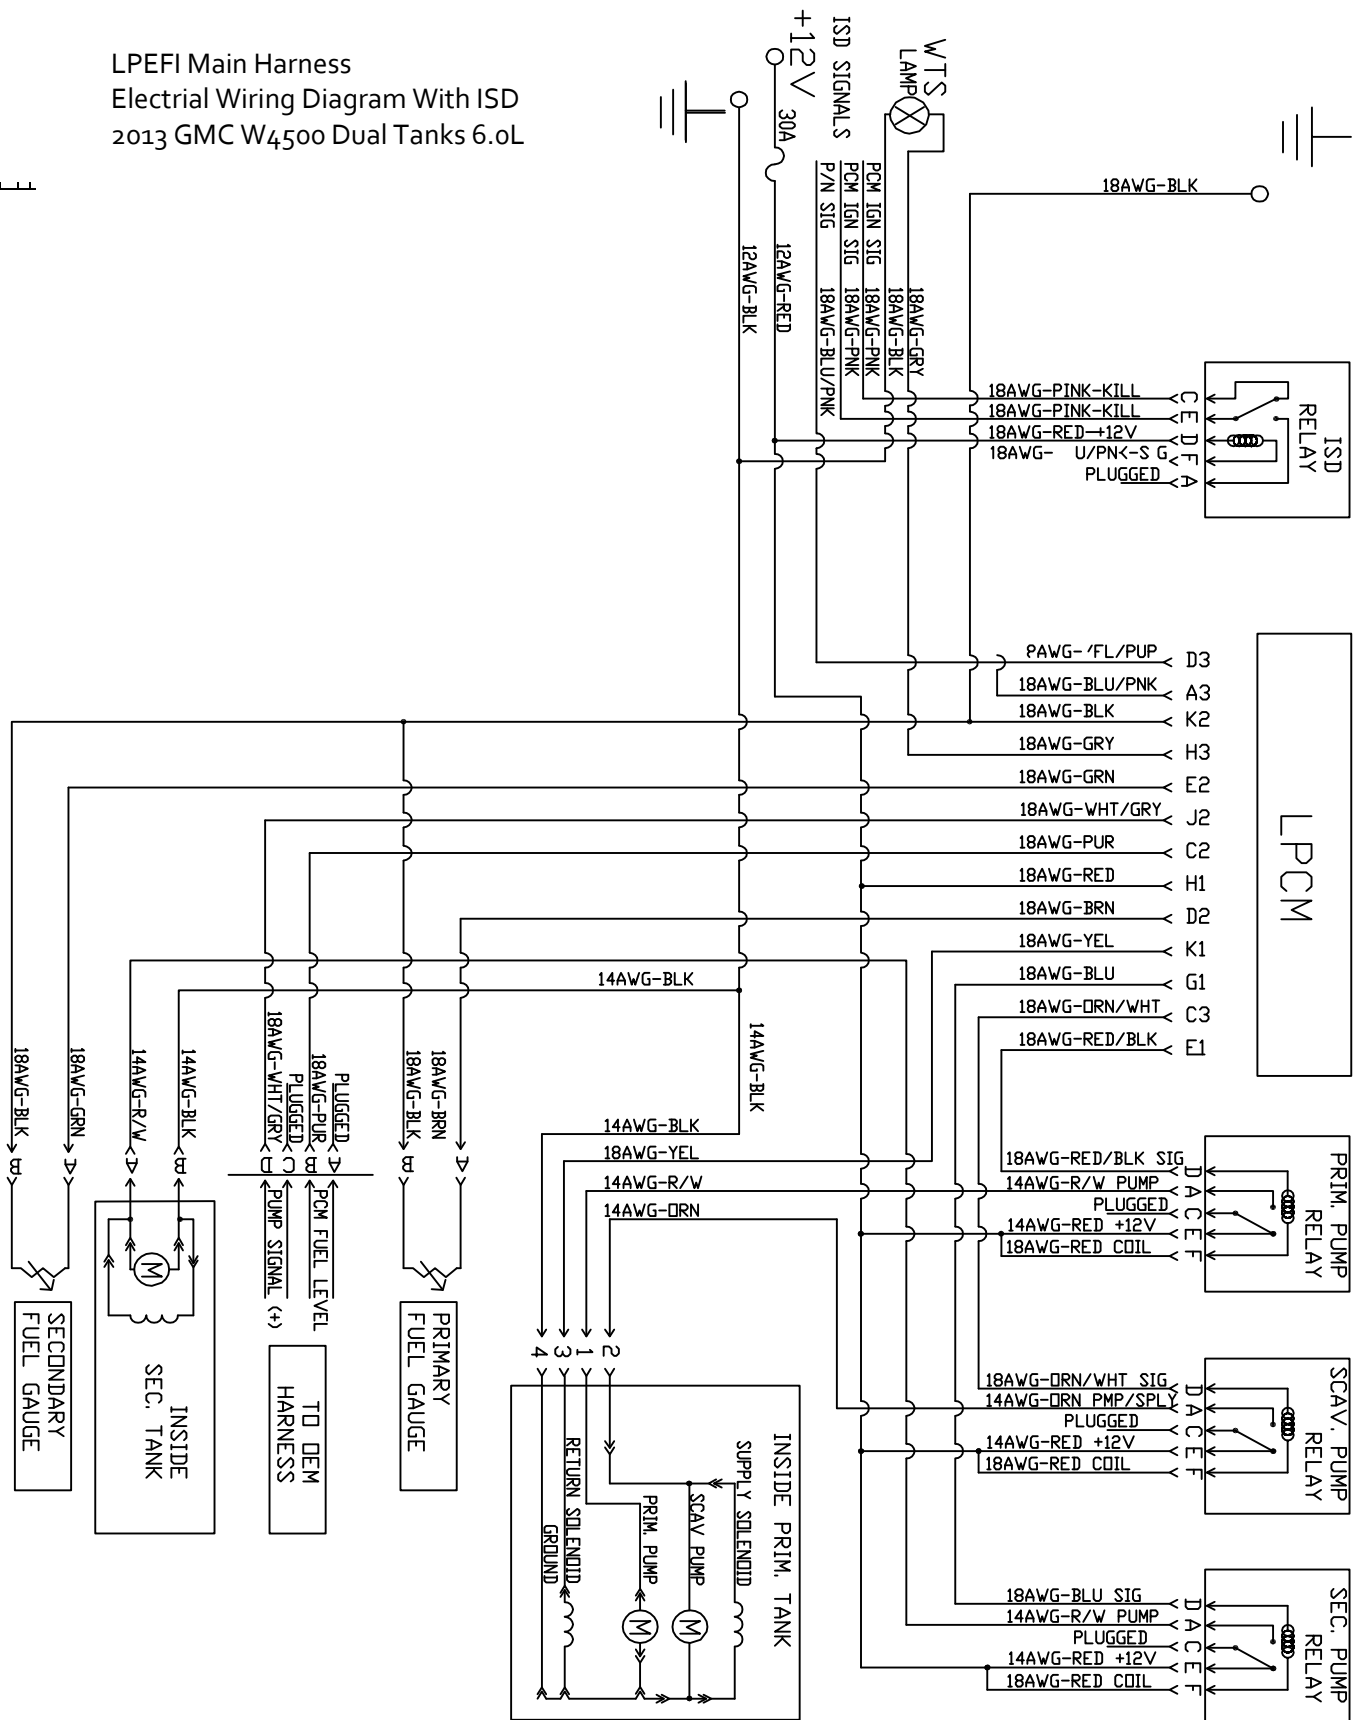 LPEFI Main Harness
Electrial Wiring Diagram With ISD
2013 GMC W4500 Dual Tanks 6.0L
+12V
30A
ISD SIGNALS
WTS
LAMP
P/N SIG
PCM IGN SIG
PCM IGN SIG
12AWG-BLK
12AWG-RED
18AWG-BLU/PNK
18AWG-PNK
18AWG-PNK
18AWG-BLK
18AWG-GRY
18AWG-BLK
18AWG-PINK-KILL C
18AWG-PINK-KILL E
18AWG-RED-+12V D
18AWG- U/PNK-S G F
PLUGGED A
ISD
RELAY
LPCM
AWG- FL/PUP D3
18AWG-BLU/PNK A3
18AWG-BLK K2
18AWG-GRY H3
18AWG-GRN E2
18AWG-WHT/GRY J2
18AWG-PUR C2
18AWG-RED H1
18AWG-BRN D2
18AWG-YEL K1
18AWG-BLU G1
18AWG-ORN/WHT C3
18AWG-RED/BLK E1
14AWG-BLK
14AWG-BLK
18AWG-BLK B
18AWG-GRN A
14AWG-R/W A
14AWG-BLK B
18AWG-WHT/GRY D
PLUGGED C
18AWG-PUR B
PLUGGED A
18AWG-BLK B
18AWG-BRN A
PUMP SIGNAL (+)
PCM FUEL LEVEL
SECONDARY
FUEL GAUGE
INSIDE
SEC. TANK
M
TO OEM
HARNESS
PRIMARY
FUEL GAUGE
14AWG-BLK
18AWG-YEL
14AWG-R/W
14AWG-ORN
4 3 1 2
INSIDE PRIM. TANK
SUPPLY SOLENOID
SCAV PUMP
M
PRIM. PUMP
M
RETURN SOLENOID
GROUND
18AWG-RED/BLK SIG D
14AWG-R/W PUMP A
PLUGGED C
14AWG-RED +12V E
18AWG-RED COIL F
PRIM. PUMP
RELAY
18AWG-ORN/WHT SIG D
14AWG-ORN PMP/SPLY A
PLUGGED C
14AWG-RED +12V E
18AWG-RED COIL F
SCAV. PUMP
RELAY
18AWG-BLU SIG D
14AWG-R/W PUMP A
PLUGGED C
14AWG-RED +12V E
18AWG-RED COIL F
SEC. PUMP
RELAY